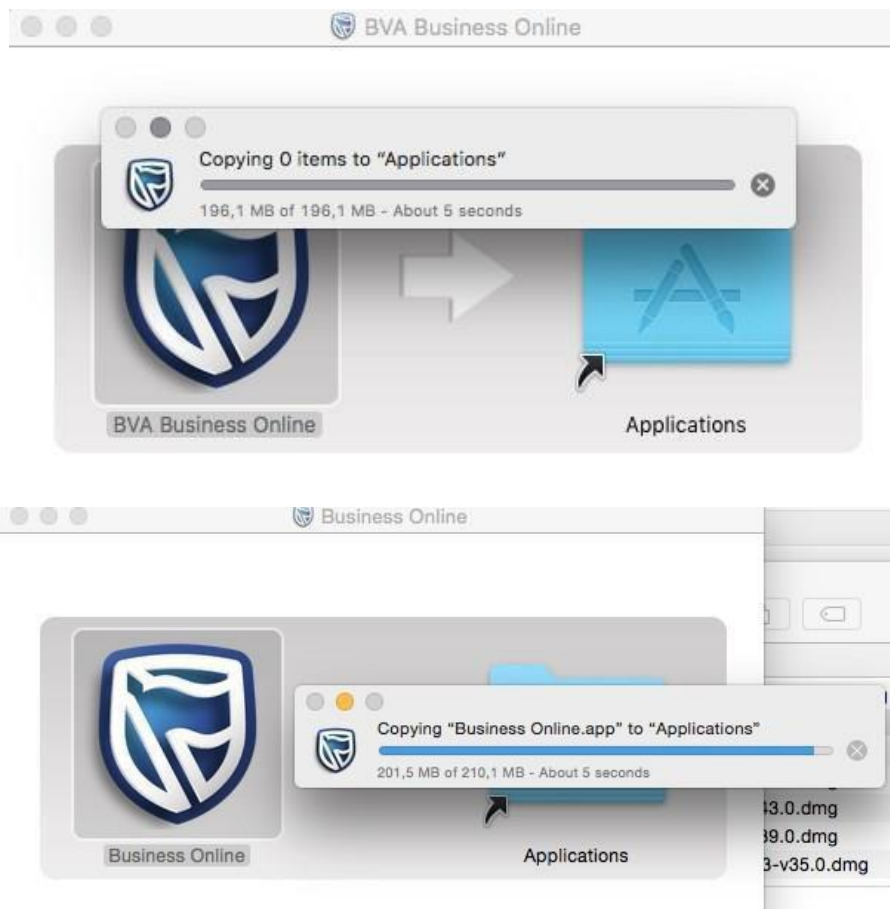 BVA Business Online
Copying 0 items to “Applications”
196,1 MB of 196,1 MB - About 5 seconds
BVA Business Online
Applications
Business Online
Copying “Business Online.app” to “Applications”
201,5 MB of 210,1 MB - About 5 seconds
43.0.dmg
39.0.dmg
3-v35.0.dmg
Business Online
Applications